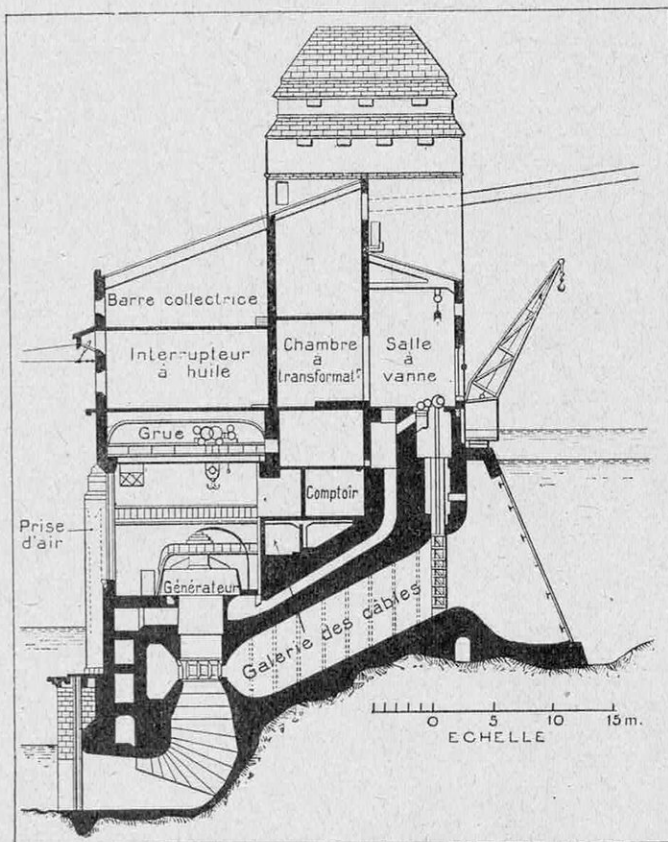 Barre collectrice
Interrupteur
à huile
Chambre
à
transformatʳ
Salle
à
vanne
Grue
Comptoir
Prise
d'air
Générateur
Galerie des câbles
0 5 10 15 m.
ECHELLE